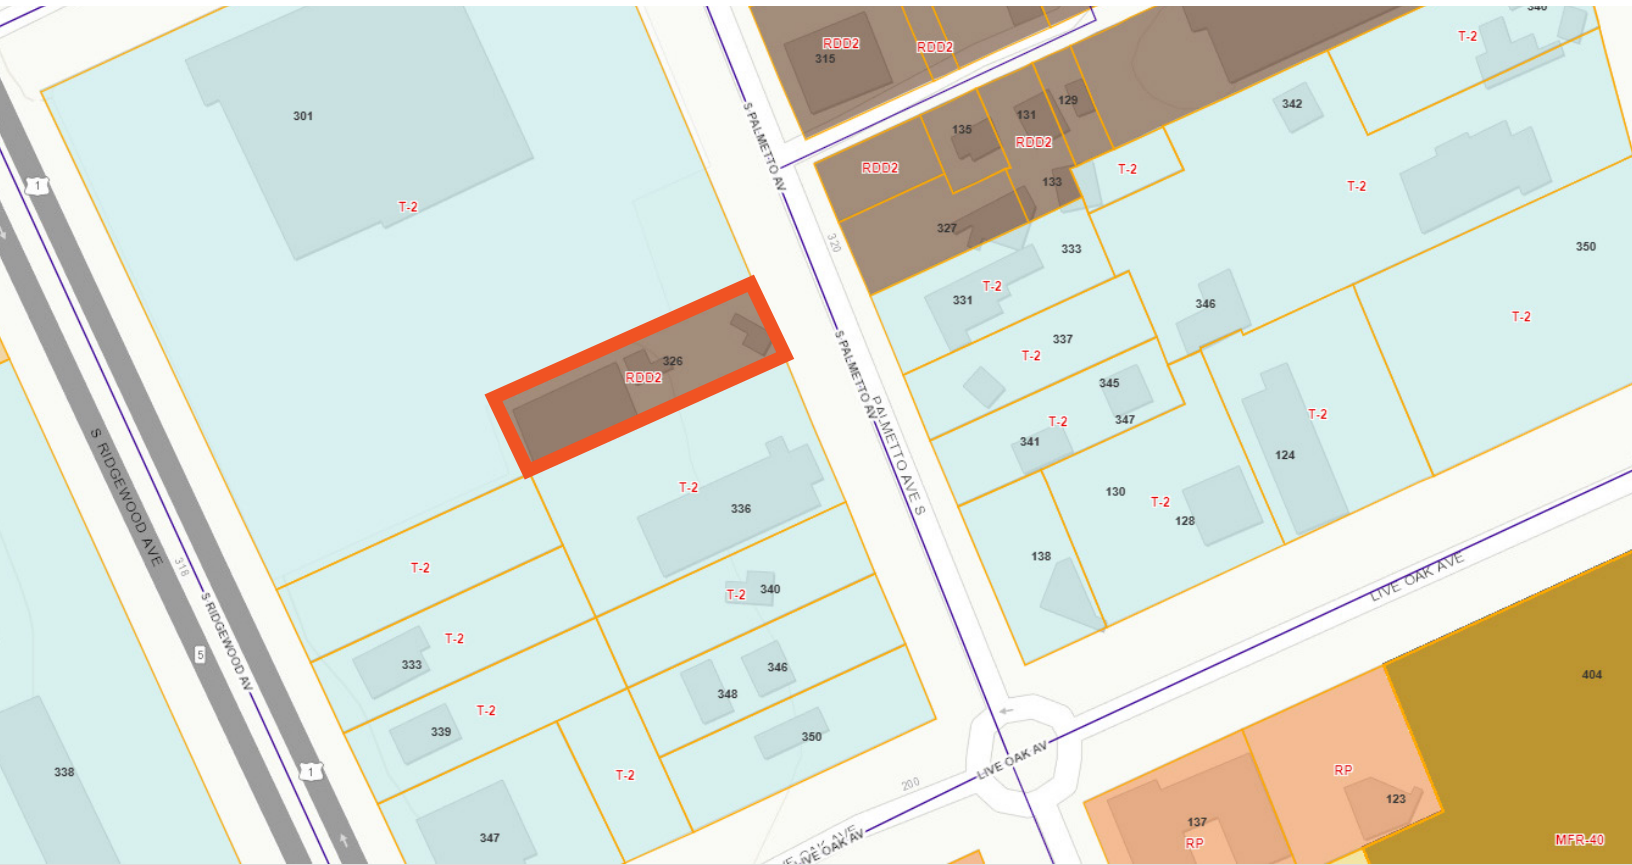 340
T-2
RDD2
RDD2
315
342
129
131
135
RDD2
301
1
S PALMETTO AV
RDD2
T-2
133
T-2
T-2
327
333
350
320
T-2
331
346
T-2
337
T-2
326
RDD2
S PALMETTO AV
345
T-2
347
T-2
341
PALMETTO AVE S
124
T-2
336
130
T-2
128
S RIDGEWOOD AVE
138
318
T-2
LIVE OAK AVE
340
T-2
S RIDGEWOOD AV
T-2
333
5
346
348
404
T-2
339
350
LIVE OAK AV
338
1
T-2
200
RP
123
137
RP
347
LIVE OAK AV
MFR-40